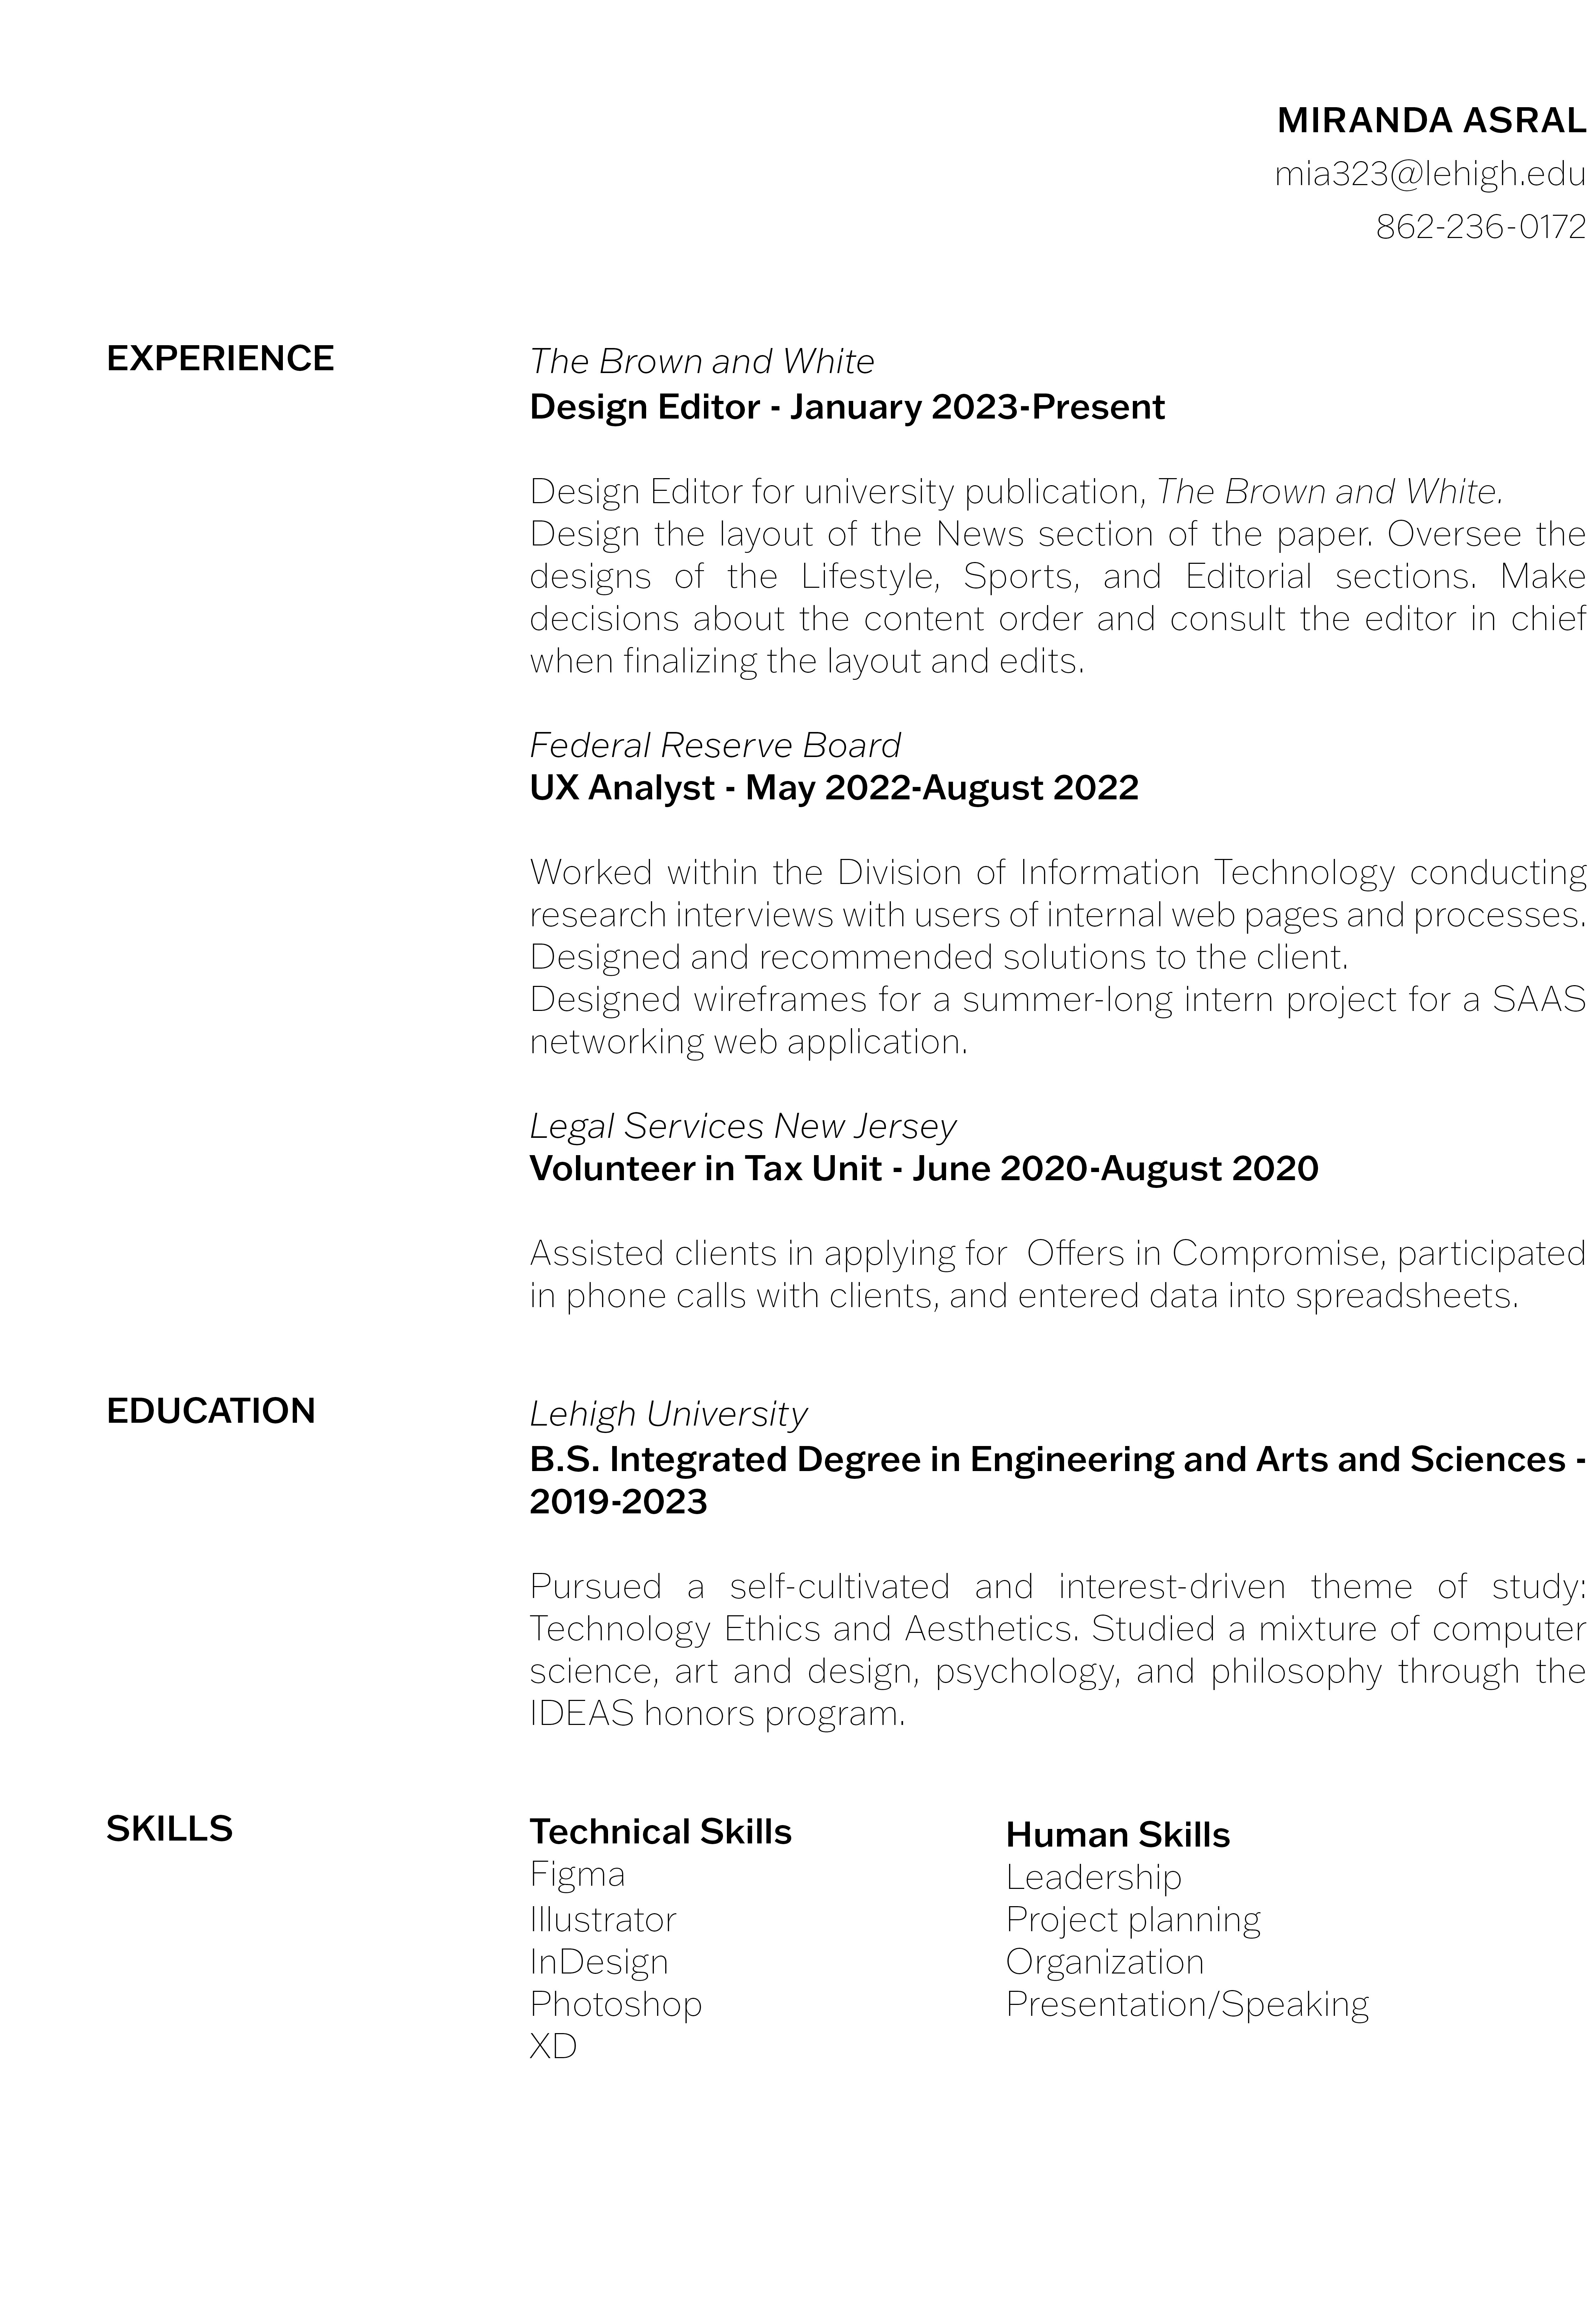 MIRANDA ASRAL
mia323@lehigh.edu
862-236-0172
EXPERIENCE
The Brown and White
Design Editor - January 2023-Present
Design Editor for university publication, The Brown and White.
Design the layout of the News section of the paper. Oversee the
designs of the Lifestyle, Sports, and Editorial sections. Make
decisions about the content order and consult the editor in chief
when finalizing the layout and edits.
Federal Reserve Board
UX Analyst - May 2022-August 2022
Worked within the Division of Information Technology conducting
research interviews with users of internal web pages and processes.
Designed and recommended solutions to the client.
Designed wireframes for a summer-long intern project for a SAAS
networking web application.
Legal Services New Jersey
Volunteer in Tax Unit - June 2020-August 2020
Assisted clients in applying for  Offers in Compromise, participated
in phone calls with clients, and entered data into spreadsheets.
EDUCATION
Lehigh University
B.S. Integrated Degree in Engineering and Arts and Sciences -
2019-2023
Pursued a self-cultivated and interest-driven theme of study:
Technology Ethics and Aesthetics. Studied a mixture of computer
science, art and design, psychology, and philosophy through the
IDEAS honors program.
SKILLS
Technical Skills
Figma
Illustrator
InDesign
Photoshop
XD
Human Skills
Leadership
Project planning
Organization
Presentation/Speaking